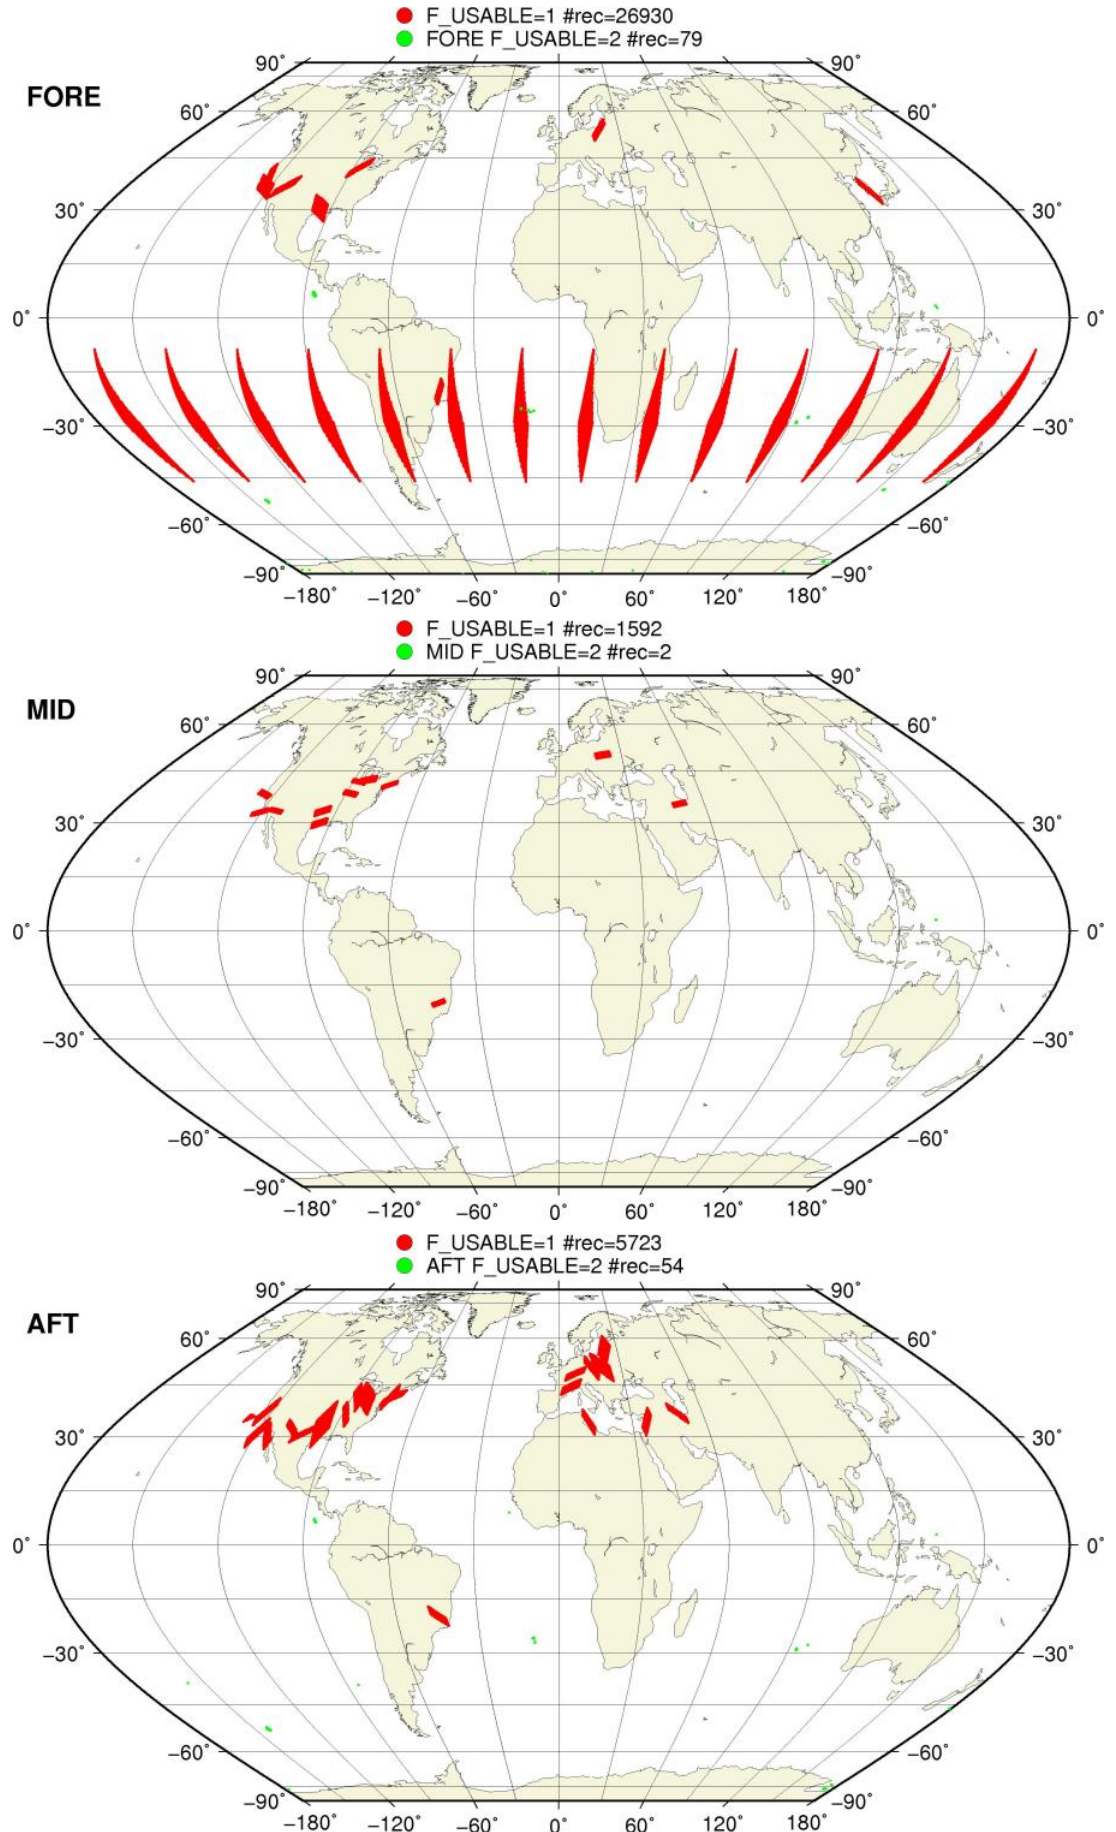 F_USABLE=1 #rec=26930
FORE F_USABLE=2 #rec=79
FORE
90° 90°
60° 60°
30° 30°
0° 0°
−30° −30°
−60° −60°
−90° −90°
−180° −120° −60° 0° 60° 120° 180°
F_USABLE=1 #rec=1592
MID F_USABLE=2 #rec=2
MID
90° 90°
60° 60°
30° 30°
0° 0°
−30° −30°
−60° −60°
−90° −90°
−180° −120° −60° 0° 60° 120° 180°
F_USABLE=1 #rec=5723
AFT F_USABLE=2 #rec=54
AFT
90° 90°
60° 60°
30° 30°
0° 0°
−30° −30°
−60° −60°
−90° −90°
−180° −120° −60° 0° 60° 120° 180°